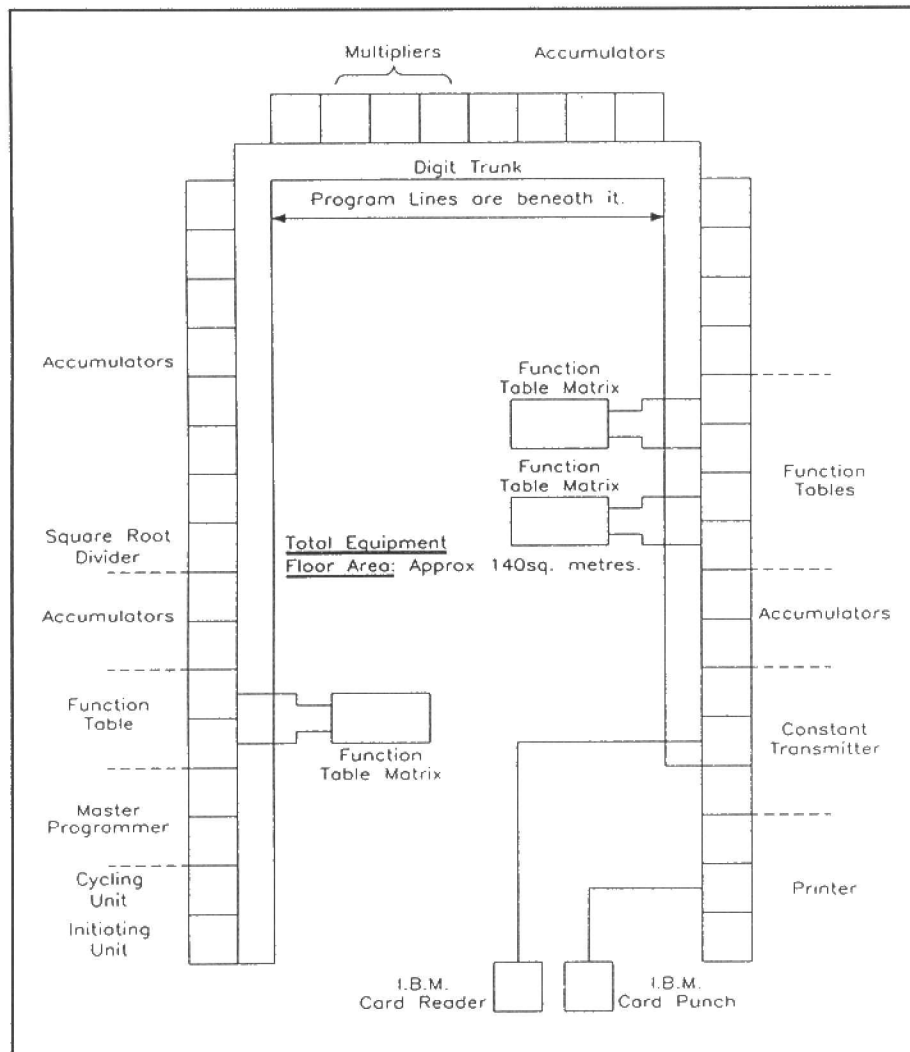 Multipliers
Accumulators
Digit Trunk
Program Lines are beneath it.
Accumulators
Function
Table Matrix
Function
Table Matrix
Function
Tables
Square Root
Divider
Total Equipment
Floor Area: Approx 140sq. metres.
Accumulators
Accumulators
Function
Table
Function
Table Matrix
Constant
Transmitter
Master
Programmer
Cycling
Unit
Printer
Initiating
Unit
I.B.M.
Card Reader
I.B.M.
Card Punch